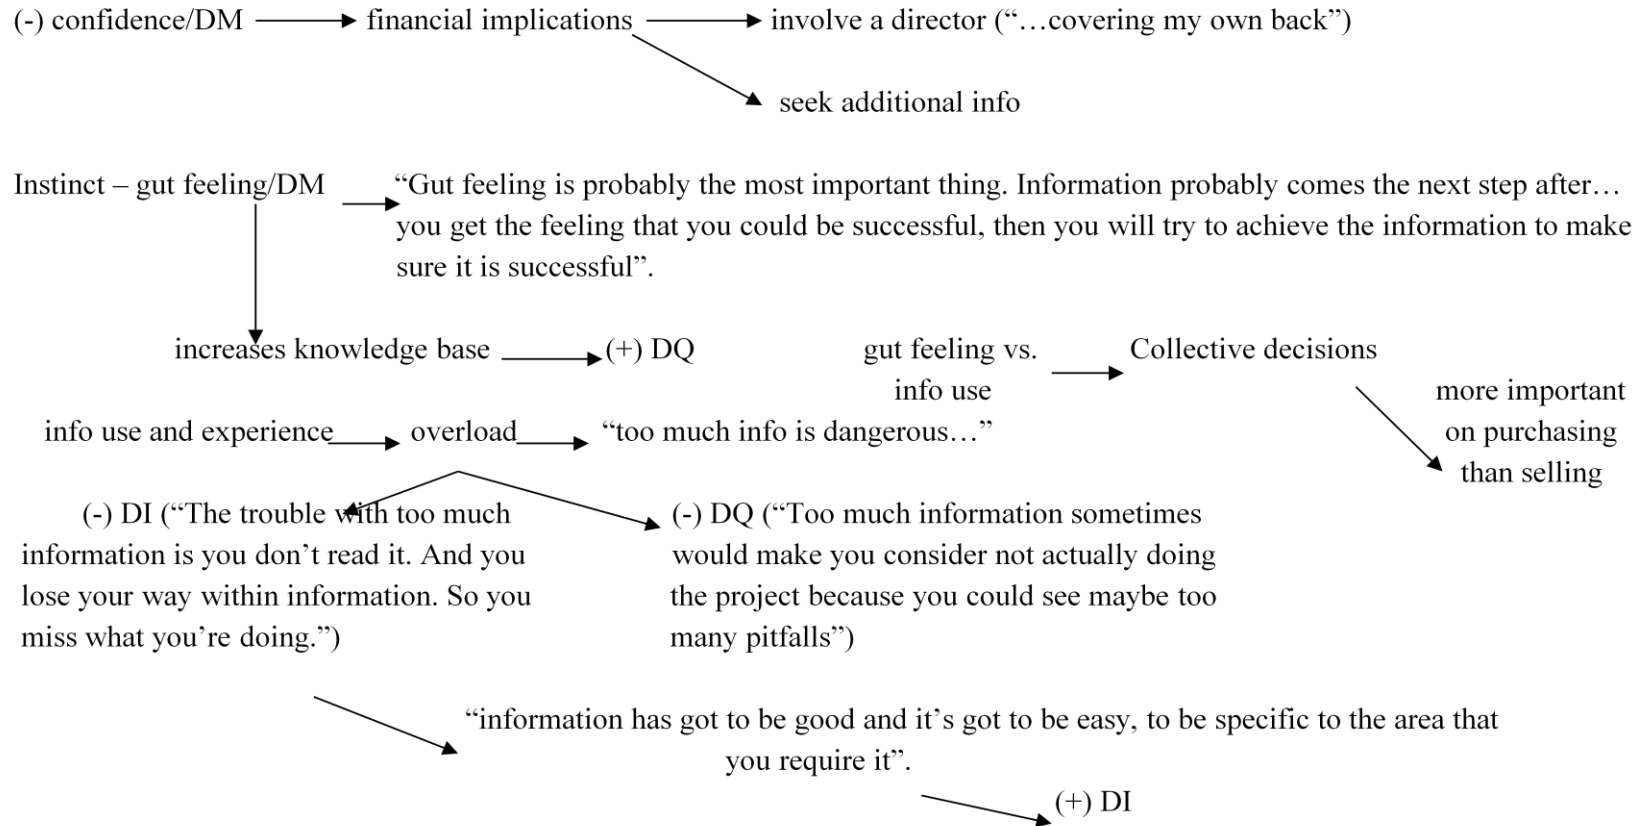 (-) confidence/DM financial implications involve a director (“…covering my own back”)
seek additional info
Instinct – gut feeling/DM “Gut feeling is probably the most important thing. Information probably comes the next step after…
you get the feeling that you could be successful, then you will try to achieve the information to make
sure it is successful”.
increases knowledge base (+) DQ
gut feeling vs.
info use
Collective decisions
more important
on purchasing
than selling
info use and experience overload “too much info is dangerous…”
(-) DI (“The trouble with too much
information is you don’t read it. And you
lose your way within information. So you
miss what you’re doing.”)
(-) DQ (“Too much information sometimes
would make you consider not actually doing
the project because you could see maybe too
many pitfalls”)
“information has got to be good and it’s got to be easy, to be specific to the area that
you require it”.
(+) DI